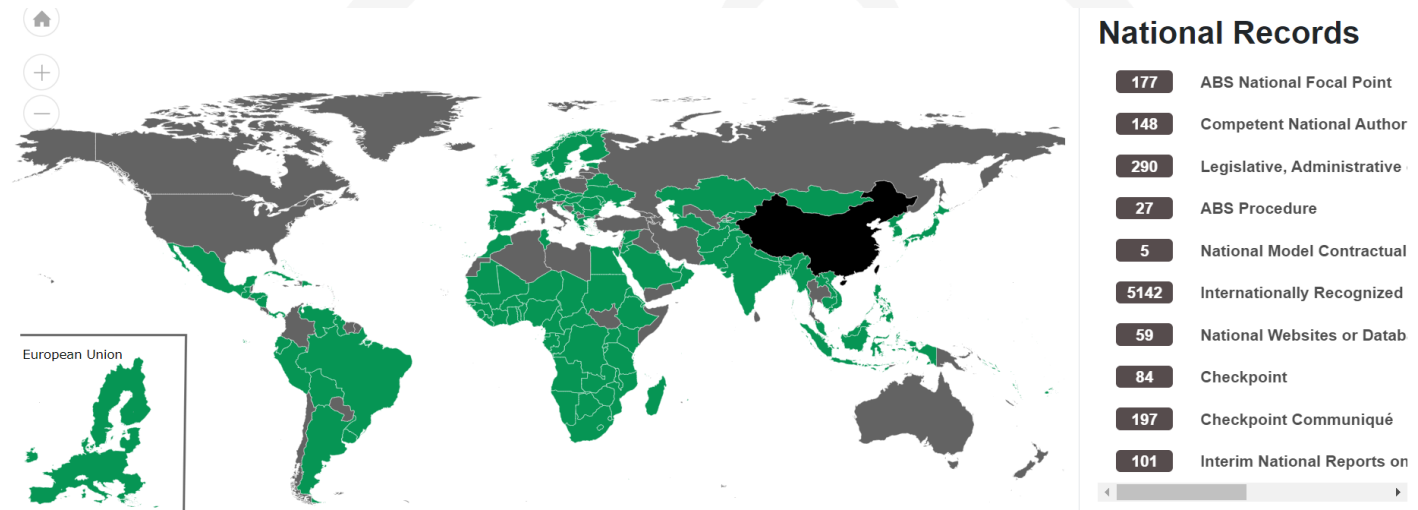 National Records
177 ABS National Focal Point
148 Competent National Author
290 Legislative, Administrative
27 ABS Procedure
5 National Model Contractual
5142 Internationally Recognized
59 National Websites or Datab
84 Checkpoint
197 Checkpoint Communiqué
101 Interim National Reports on
European Union